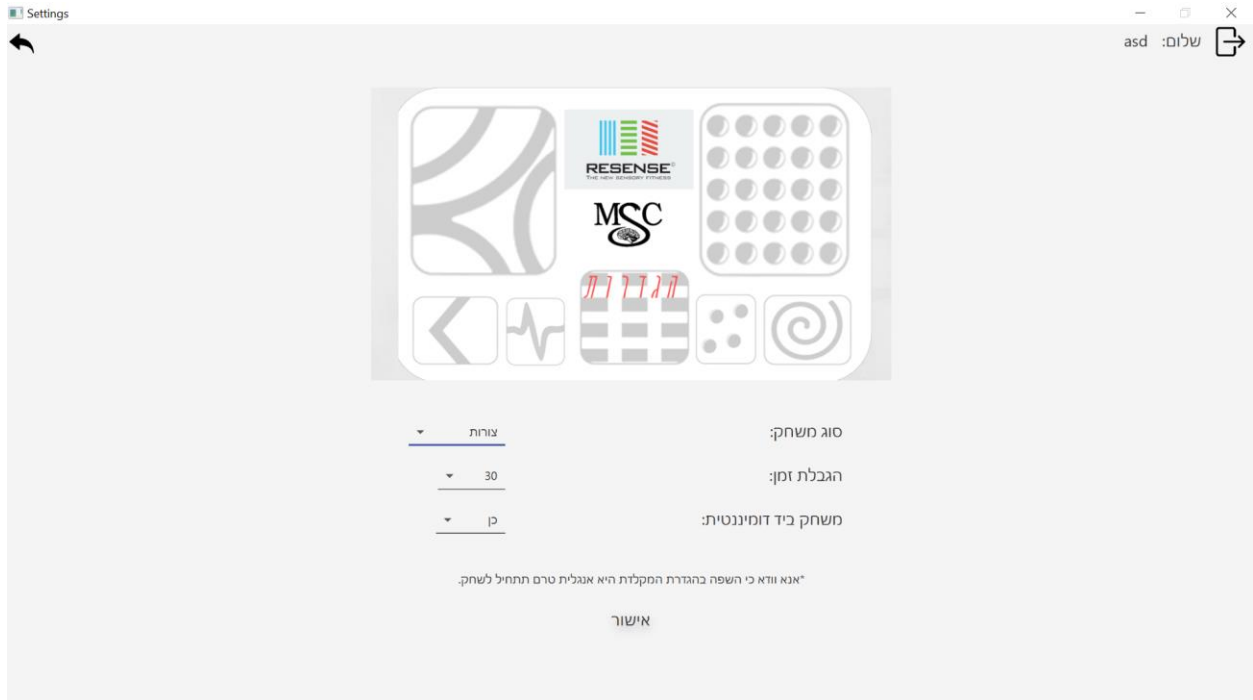 Settings
שלום: asd
RESENSE®
THE NEW SENSORY FITNESS
MSC
הגדרות
סוג משחק: צורות
הגבלת זמן: 30
משחק ביד דומיננטית: כן
*אנא וודא כי השפה בהגדרת המקלדת היא אנגלית טרם תתחיל לשחק.
אישור